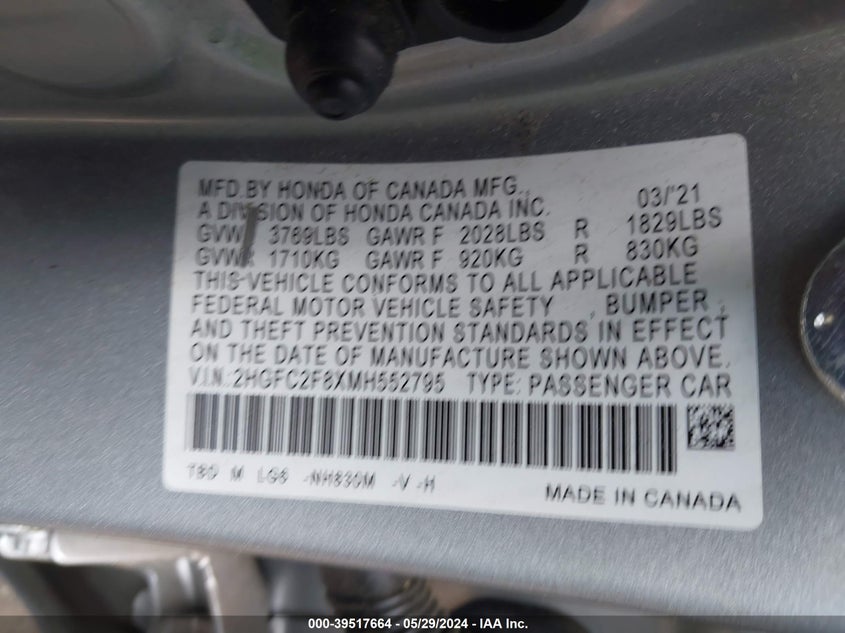 MFD. BY HONDA OF CANADA MFG., 03/'21
A DIVISION OF HONDA CANADA INC.
GVWR 3769LBS GAWR F 2028LBS R 1829LBS
GVWR 1710KG GAWR F 920KG R 830KG
THIS VEHICLE CONFORMS TO ALL APPLICABLE
FEDERAL MOTOR VEHICLE SAFETY , BUMPER ,
AND THEFT PREVENTION STANDARDS IN EFFECT
ON THE DATE OF MANUFACTURE SHOWN ABOVE.
V.I.N.: 2HGFC2F8XMH552795 TYPE: PASSENGER CAR
M -NH830M -V -H
MADE IN CANADA
000-39517664 - 05/29/2024 - IAA Inc.